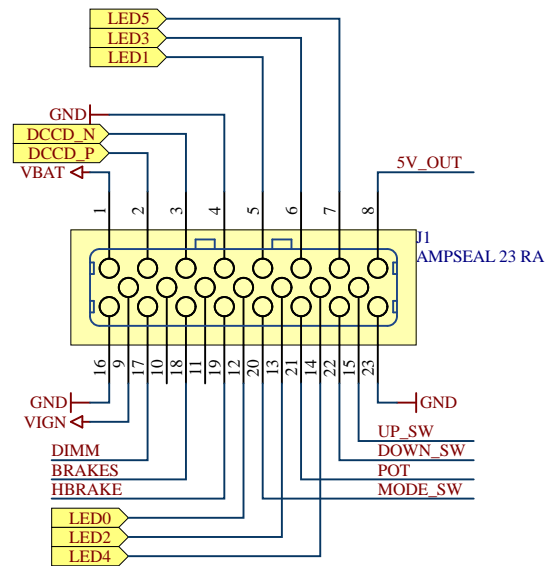 LED5
LED3
LED1
GND
DCCD_N
DCCD_P
VBAT
5V_OUT
1 2 3 4 5 6 7 8
J1
AMPSEAL 23 RA
16 9 17 10 18 11 19 12 20 13 21 14 22 15 23
GND
GND
VIGN
UP_SW
DIMM
DOWN_SW
BRAKES
POT
HBRAKE
MODE_SW
LED0
LED2
LED4